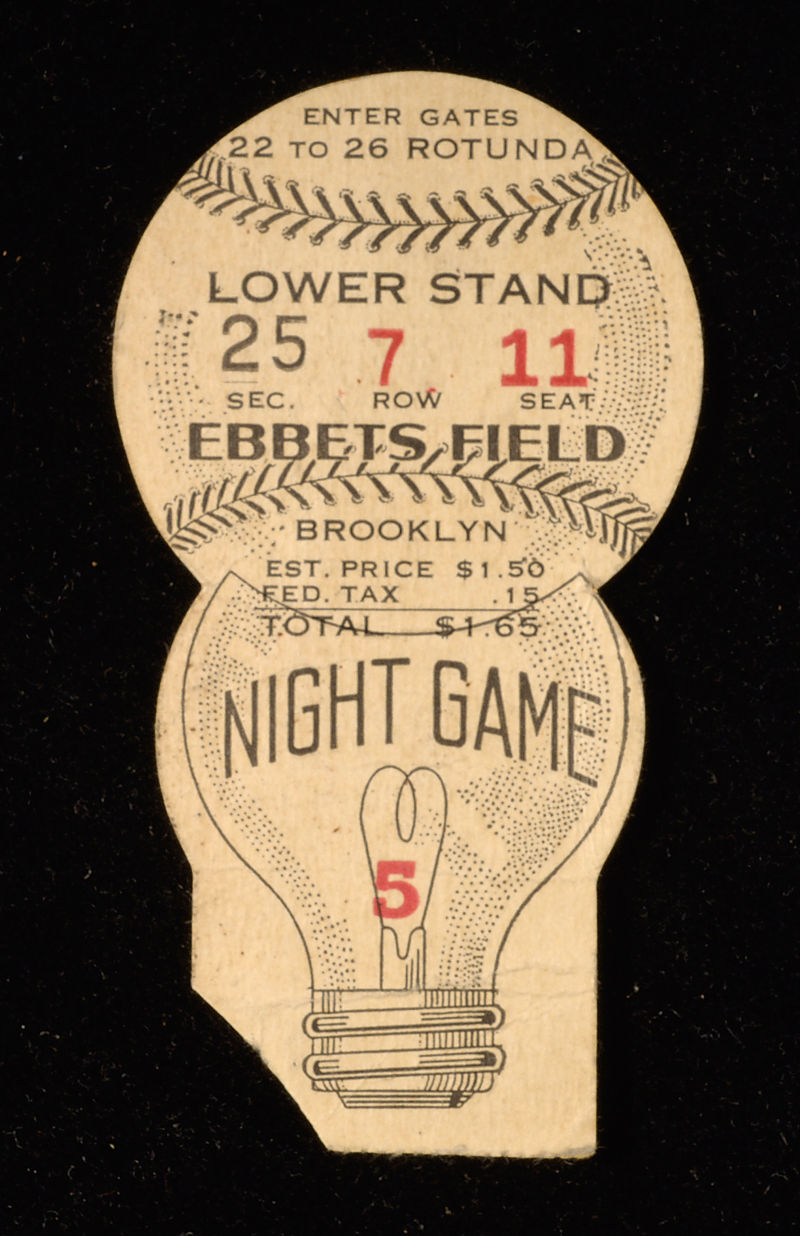 ENTER GATES
22 TO 26 ROTUNDA
LOWER STAND
25 7 11
SEC. ROW SEAT
EBBETS FIELD
BROOKLYN
EST. PRICE $1.50
FED. TAX .15
TOTAL $1.65
NIGHT GAME
5